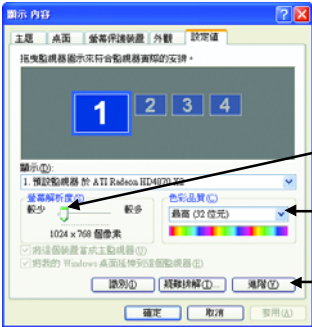 顯示 內容
主題 桌面 螢幕保護裝置 外觀 設定值
拖曳監視器圖示來符合監視器實際的安排。
1 2 3 4
顯示(D):
1. 預設監視器 於 ATI Radeon HD4870 X2
螢幕解析度(S) 色彩品質(C)
較少 較多 最高 (32 位元)
1024 x 768 個像素
將這個裝置當成主監視器(U)
將我的 Windows 桌面延伸到這個監視器(E)
識別(I) 疑難排解(T)... 進階(V)
確定 取消 套用(A)